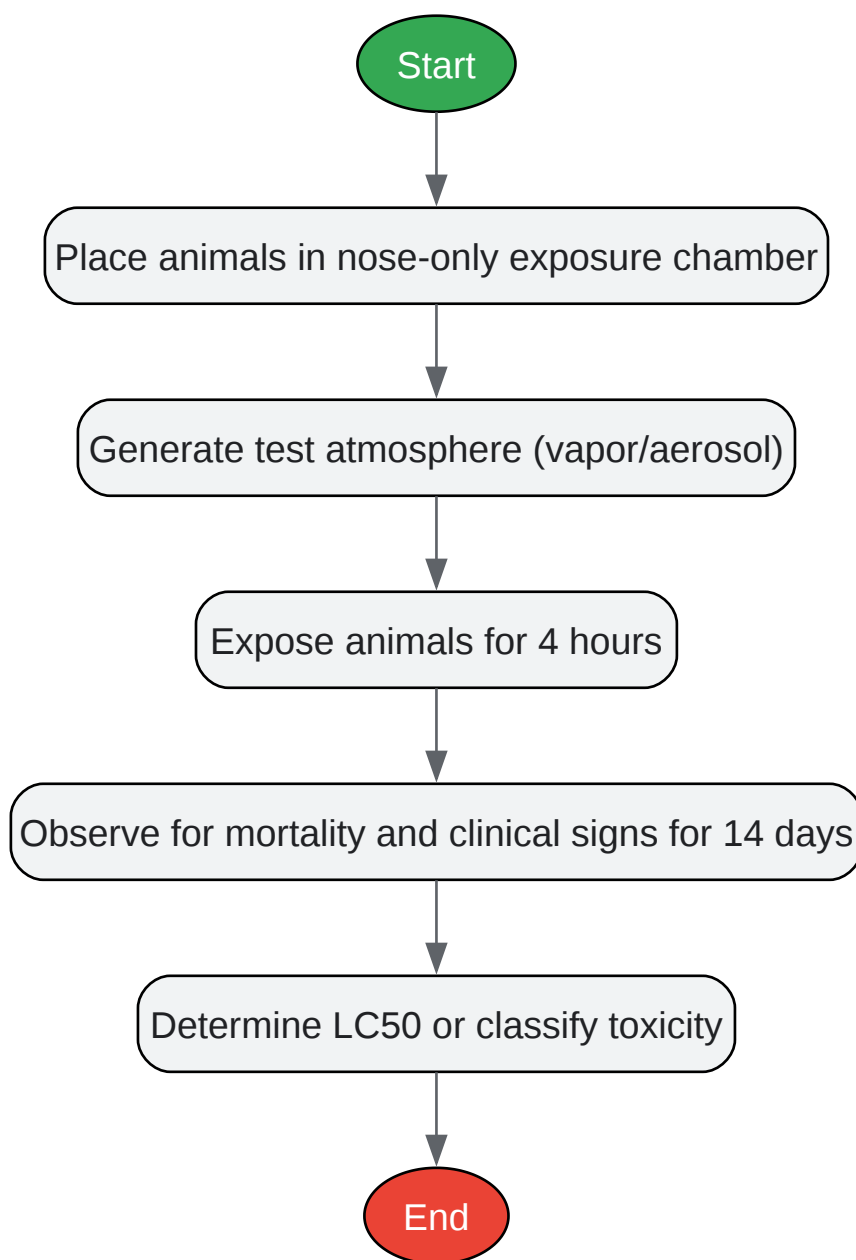 Start
Place animals in nose-only exposure chamber
Generate test atmosphere (vapor/aerosol)
Expose animals for 4 hours
Observe for mortality and clinical signs for 14 days
Determine LC50 or classify toxicity
End